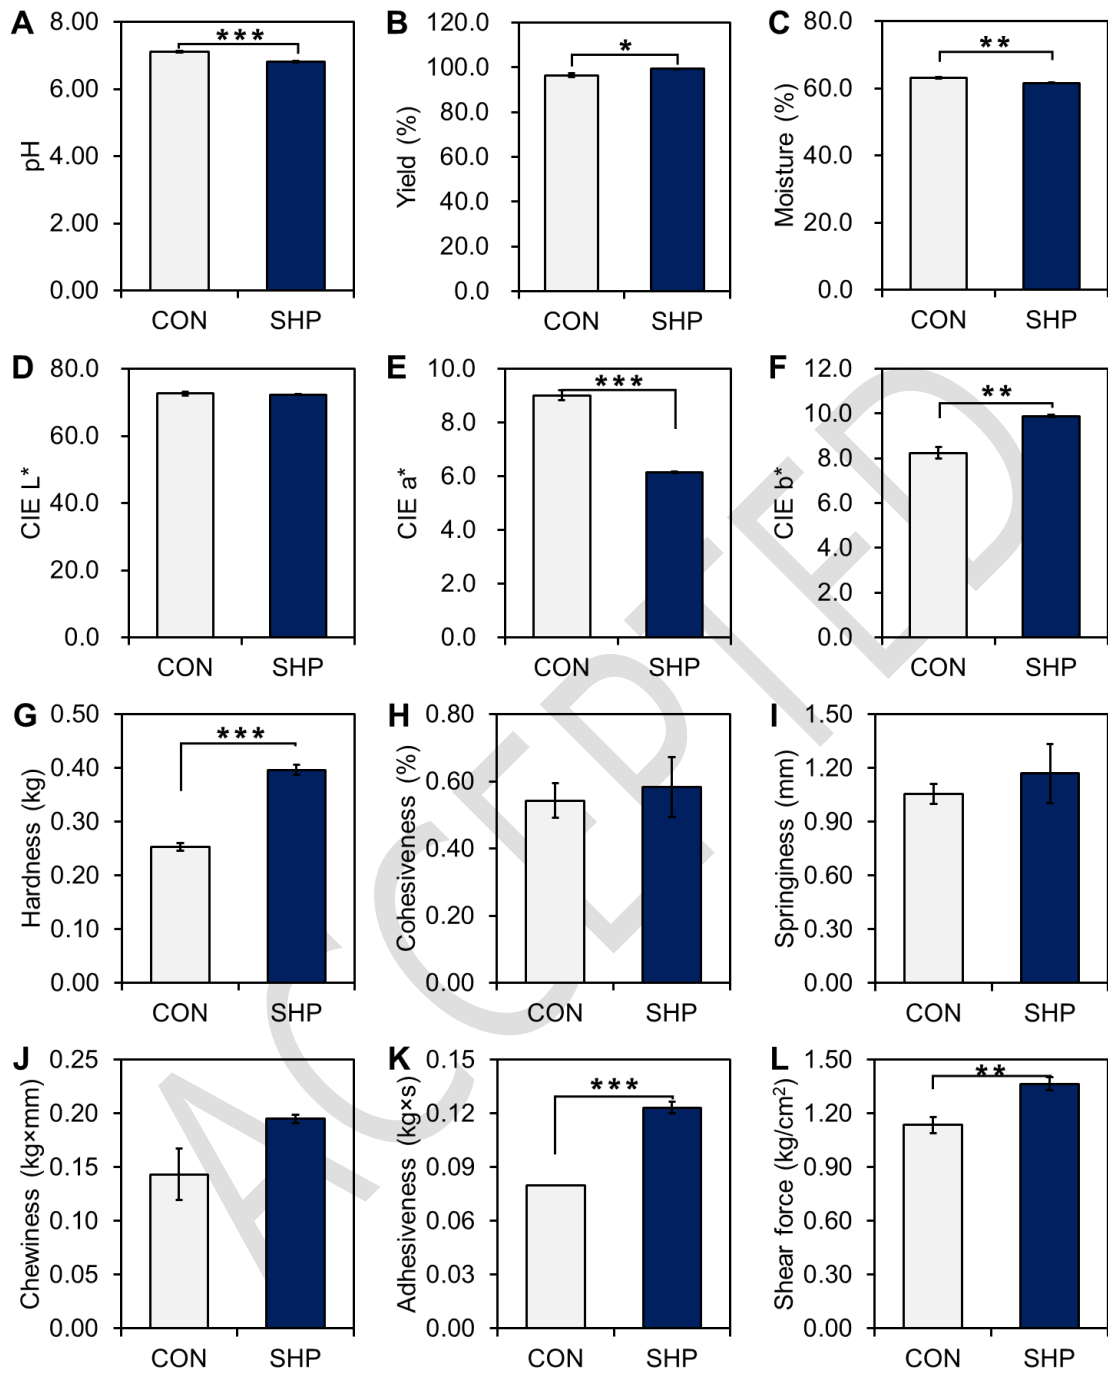 A
8.00
6.00
4.00
2.00
0.00
pH
***
CON SHP
B
120.0
100.0
80.0
60.0
40.0
20.0
0.0
Yield (%)
*
CON SHP
C
80.0
60.0
40.0
20.0
0.0
Moisture (%)
**
CON SHP
D
80.0
60.0
40.0
20.0
0.0
CIE L*
CON SHP
E
10.0
8.0
6.0
4.0
2.0
0.0
CIE a*
***
CON SHP
F
12.0
10.0
8.0
6.0
4.0
2.0
0.0
CIE b*
**
CON SHP
G
0.50
0.40
0.30
0.20
0.10
0.00
Hardness (kg)
***
CON SHP
H
0.80
0.60
0.40
0.20
0.00
Cohesiveness (%)
CON SHP
I
1.50
1.20
0.90
0.60
0.30
0.00
Springiness (mm)
CON SHP
J
0.25
0.20
0.15
0.10
0.05
0.00
Chewiness (kg×mm)
CON SHP
K
0.15
0.12
0.09
0.06
0.03
0.00
Adhesiveness (kg×s)
***
CON SHP
L
1.50
1.20
0.90
0.60
0.30
0.00
Shear force (kg/cm²)
**
CON SHP
ACCEPTED